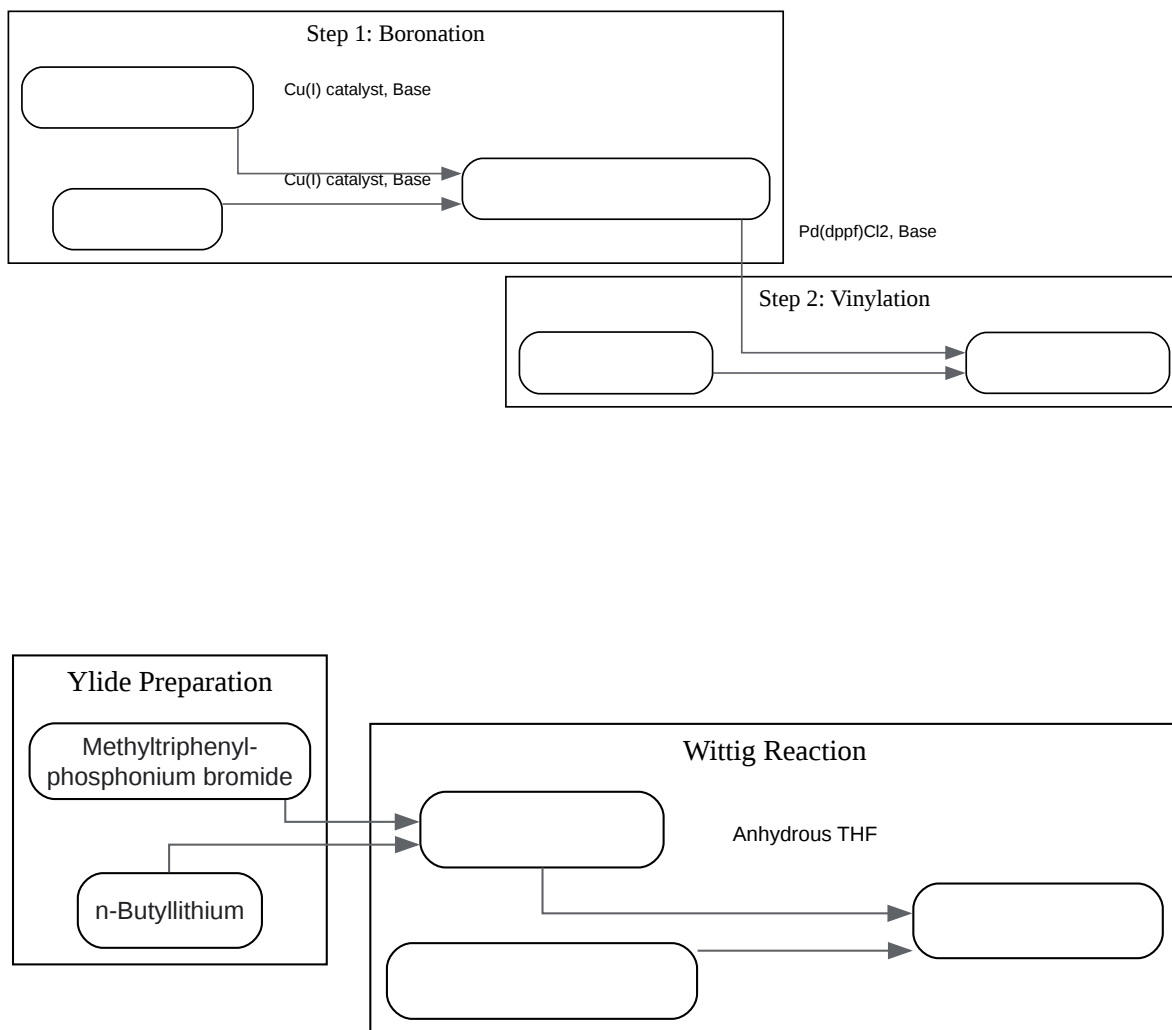 Step 1: Boronation
Cu(I) catalyst, Base
Cu(I) catalyst, Base
Pd(dppf)Cl2, Base
Step 2: Vinylation
Ylide Preparation
Methyltriphenyl-
phosphonium bromide
n-Butyllithium
Wittig Reaction
Anhydrous THF